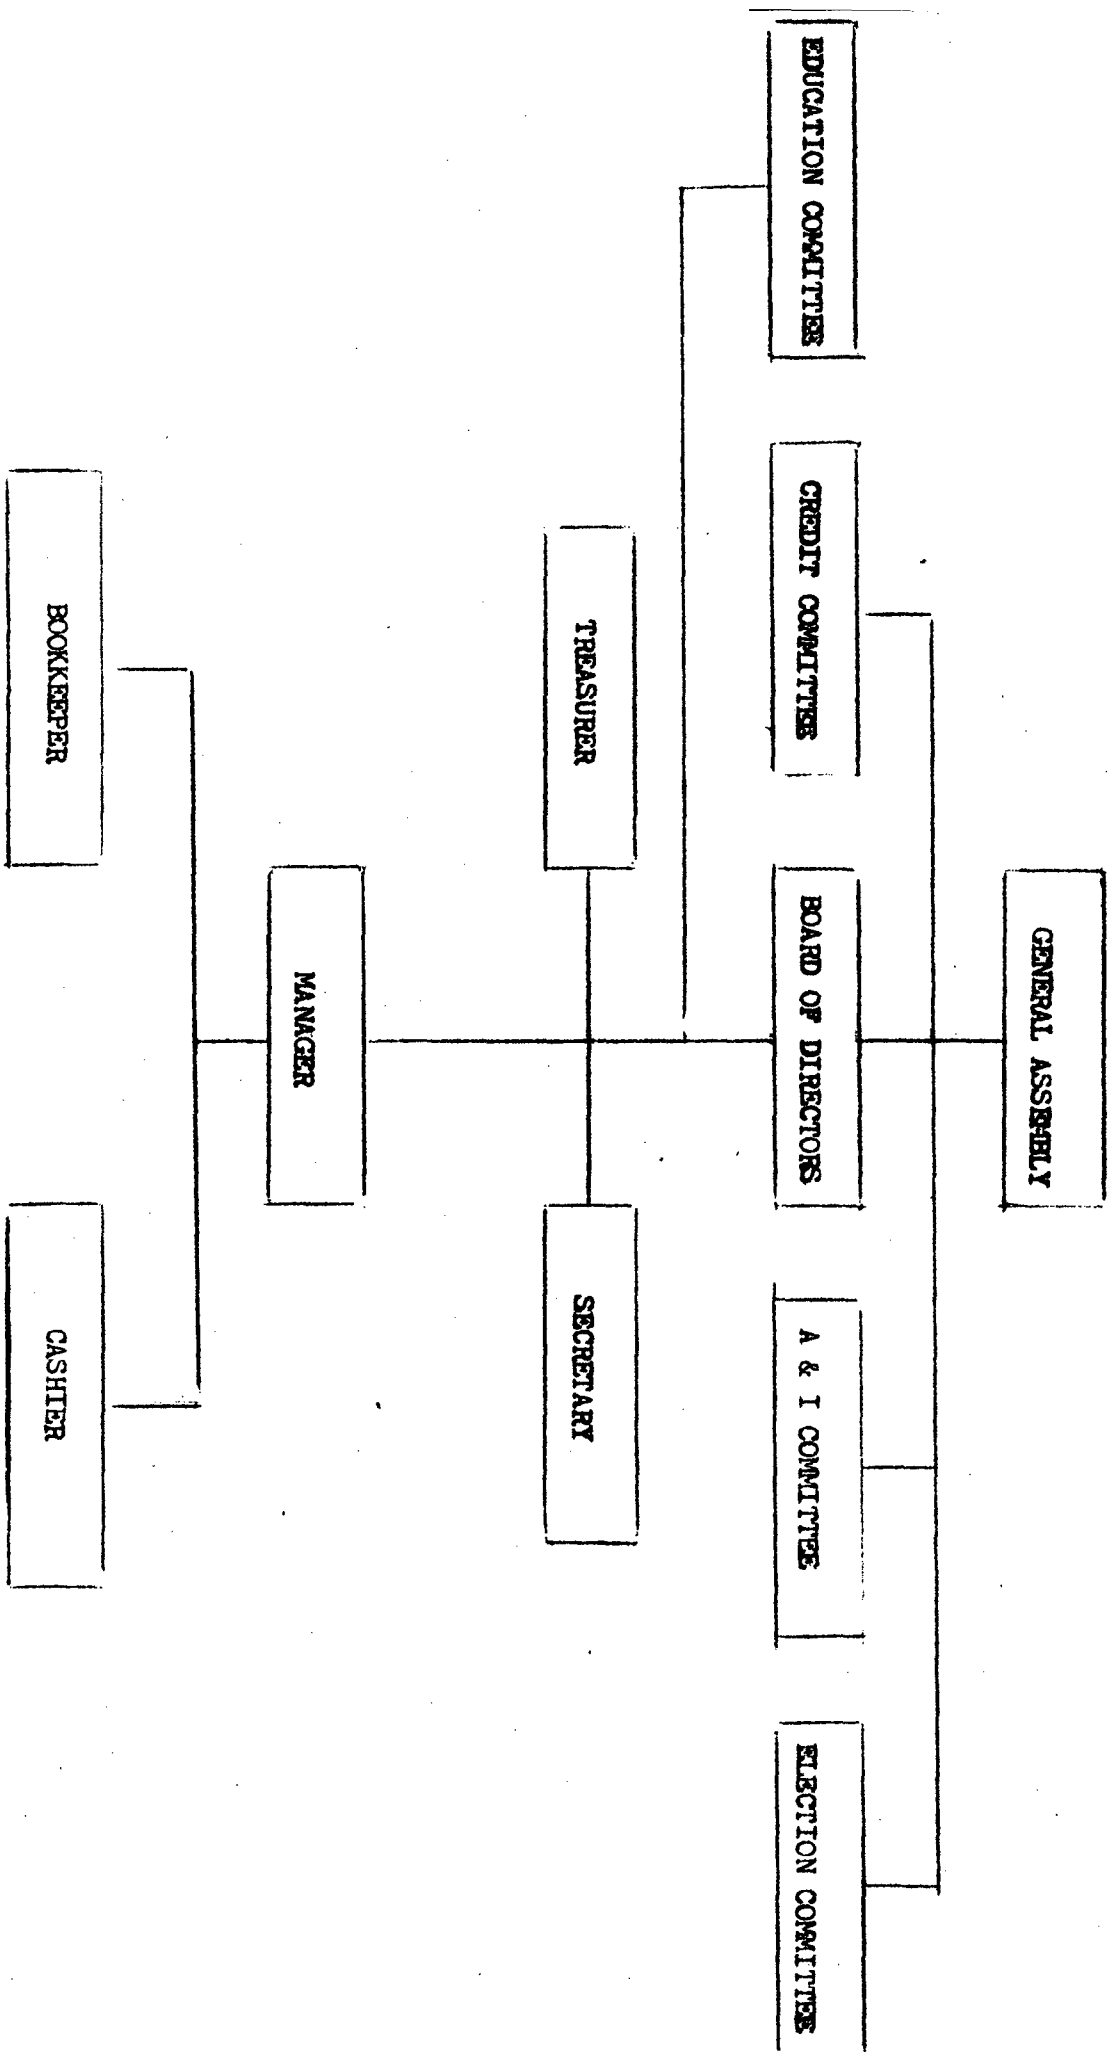 GENERAL ASSEMBLY
EDUCATION COMMITTEE
CREDIT COMMITTEE
BOARD OF DIRECTORS
A & I COMMITTEE
ELECTION COMMITTEE
TREASURER
SECRETARY
MANAGER
BOOKKEEPER
CASHIER